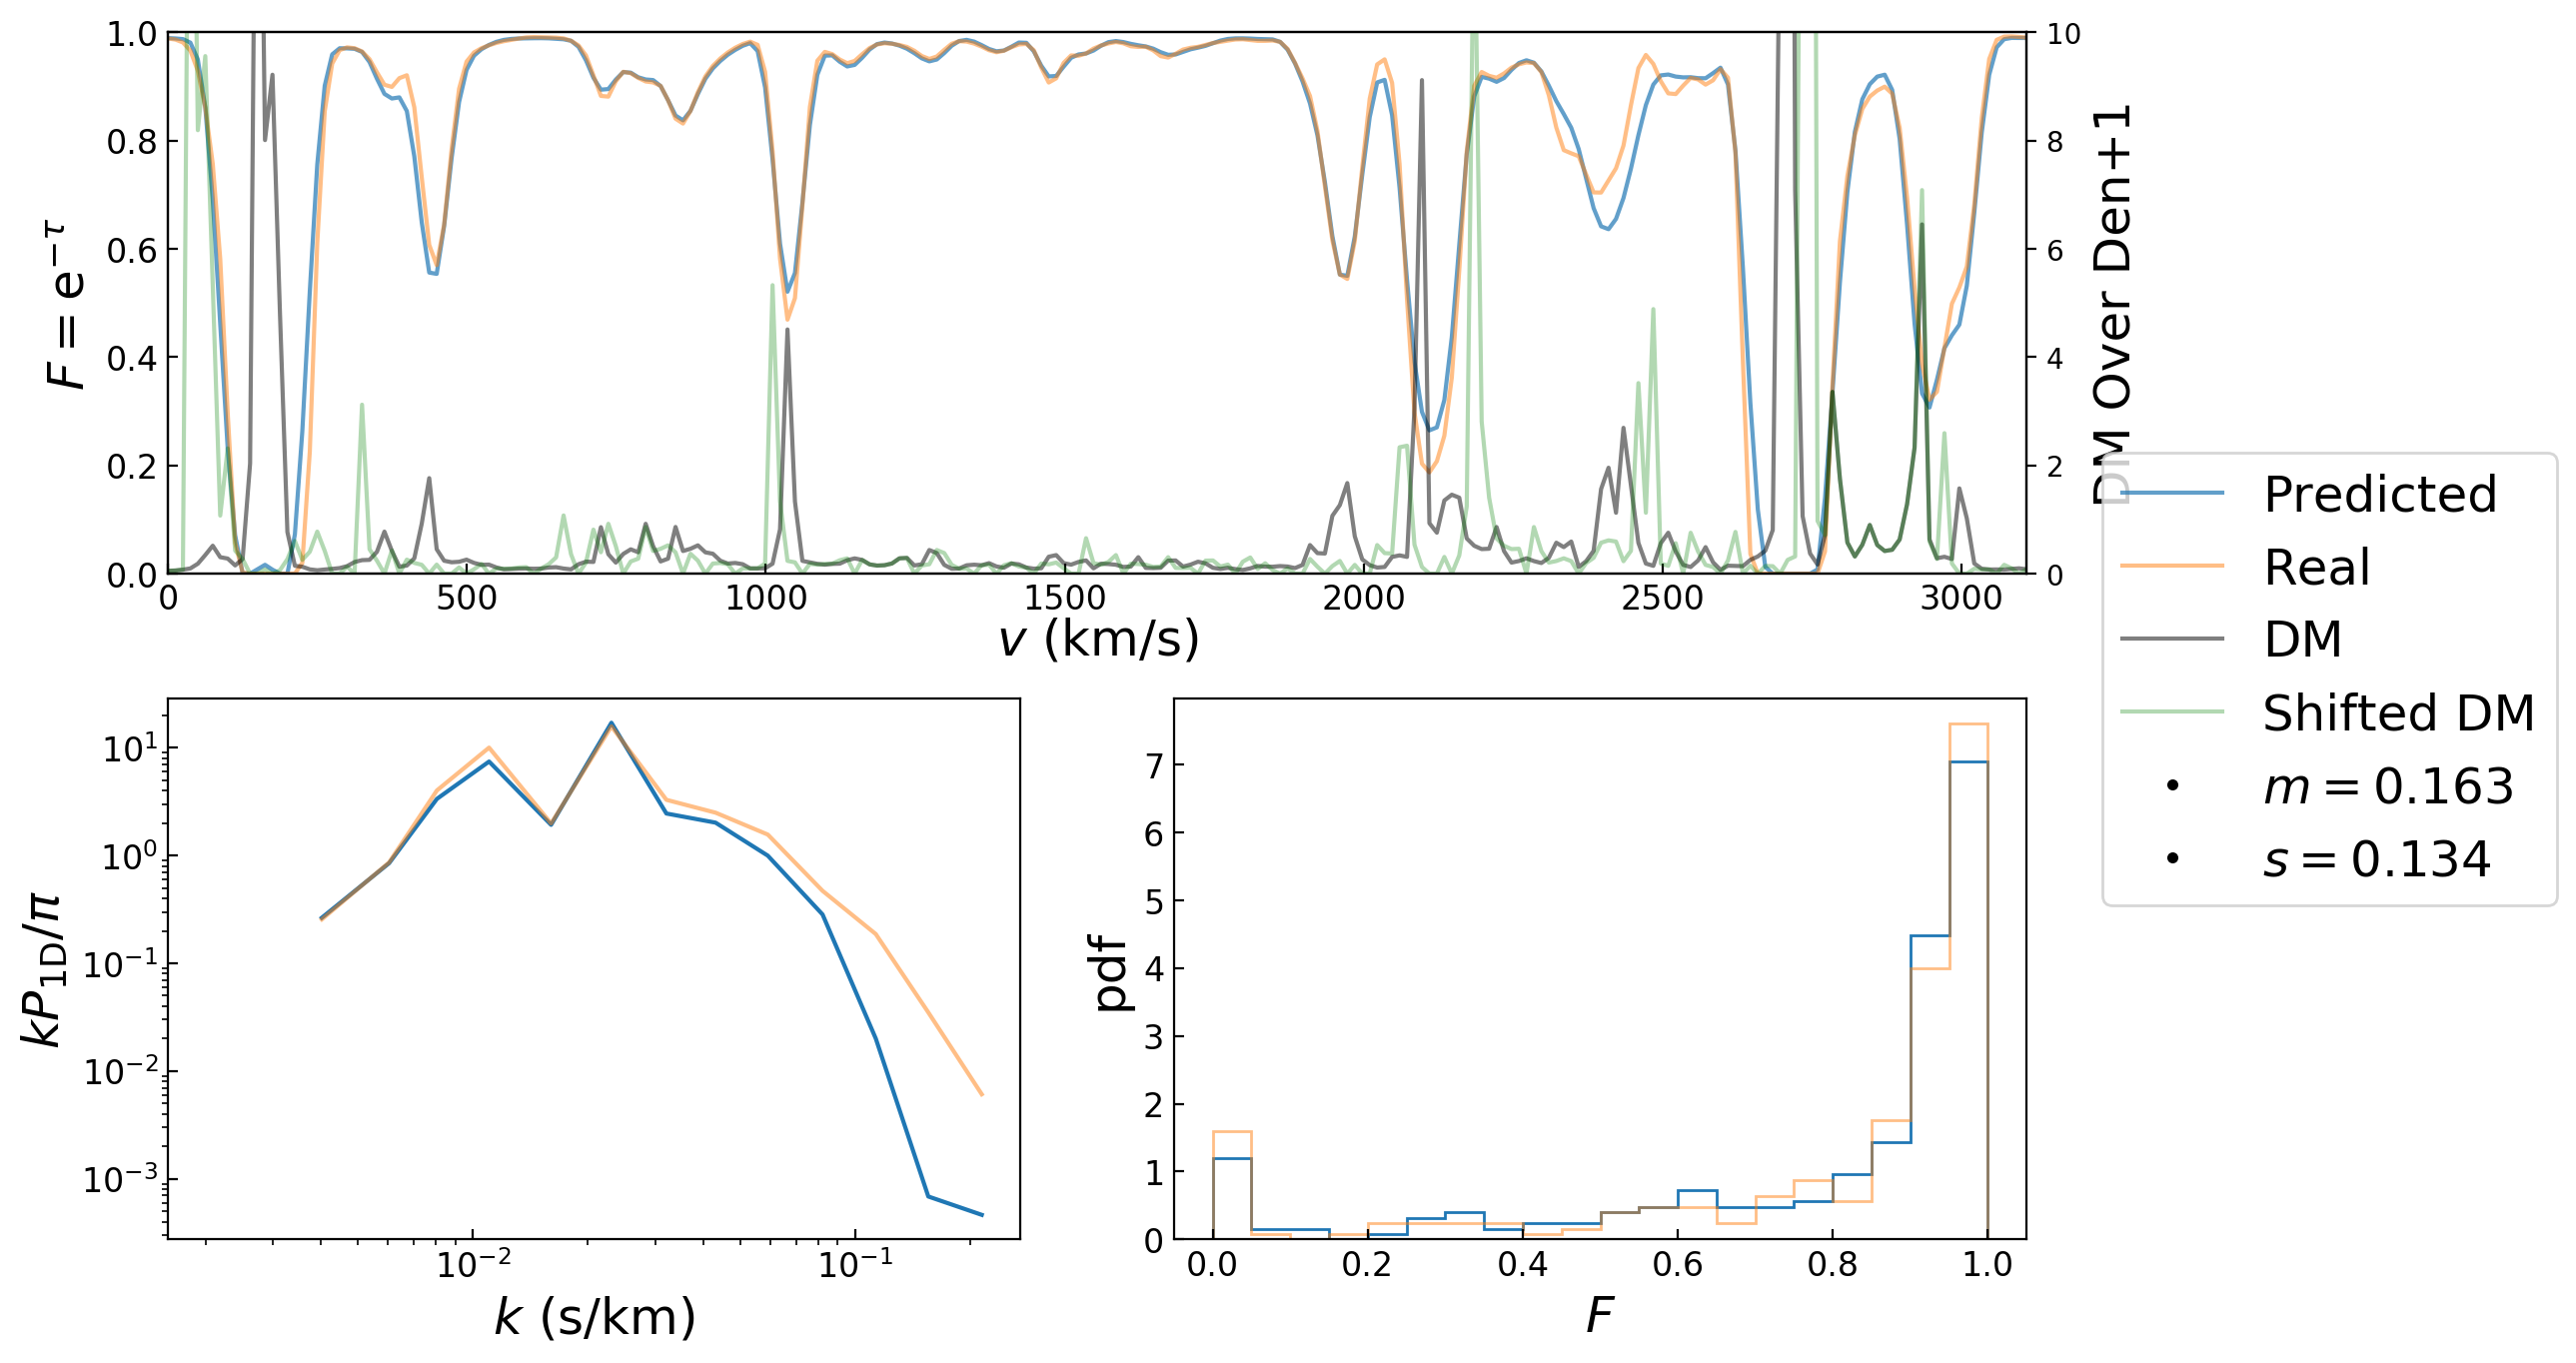 1.0
0.8
0.6
0.4
0.2
0.0
F = e^{−τ}
10
8
6
4
2
0
DM Over Den+1
0 500 1000 1500 2000 2500 3000
v (km/s)
Predicted
Real
DM
Shifted DM
m = 0.163
s = 0.134
10^1
10^0
10^{−1}
10^{−2}
10^{−3}
kP_{1D}/π
10^{−2} 10^{−1}
k (s/km)
7
6
5
4
3
2
1
0
pdf
0.0 0.2 0.4 0.6 0.8 1.0
F